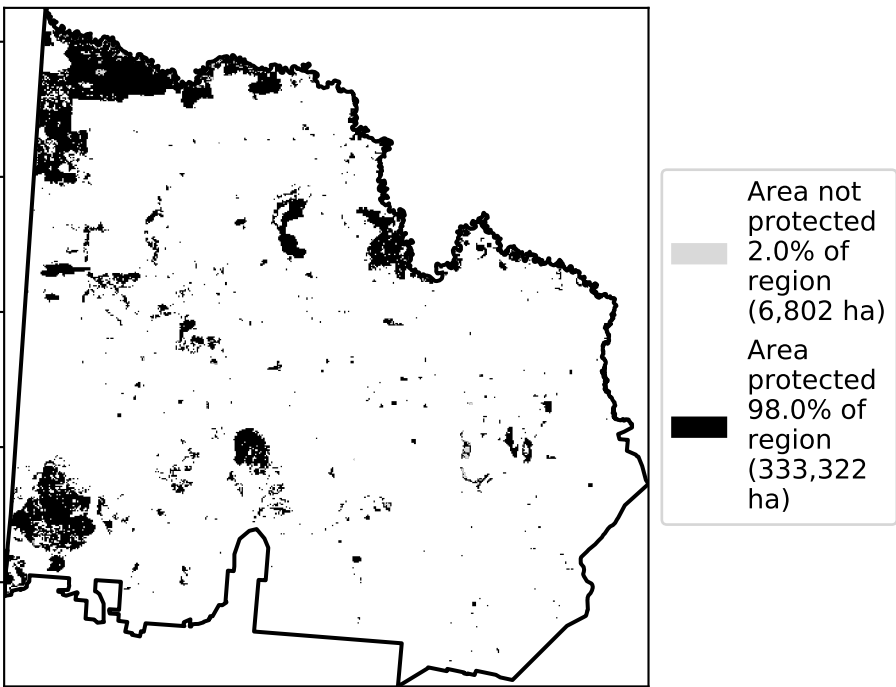 Area not
protected
2.0% of
region
(6,802 ha)
Area
protected
98.0% of
region
(333,322
ha)